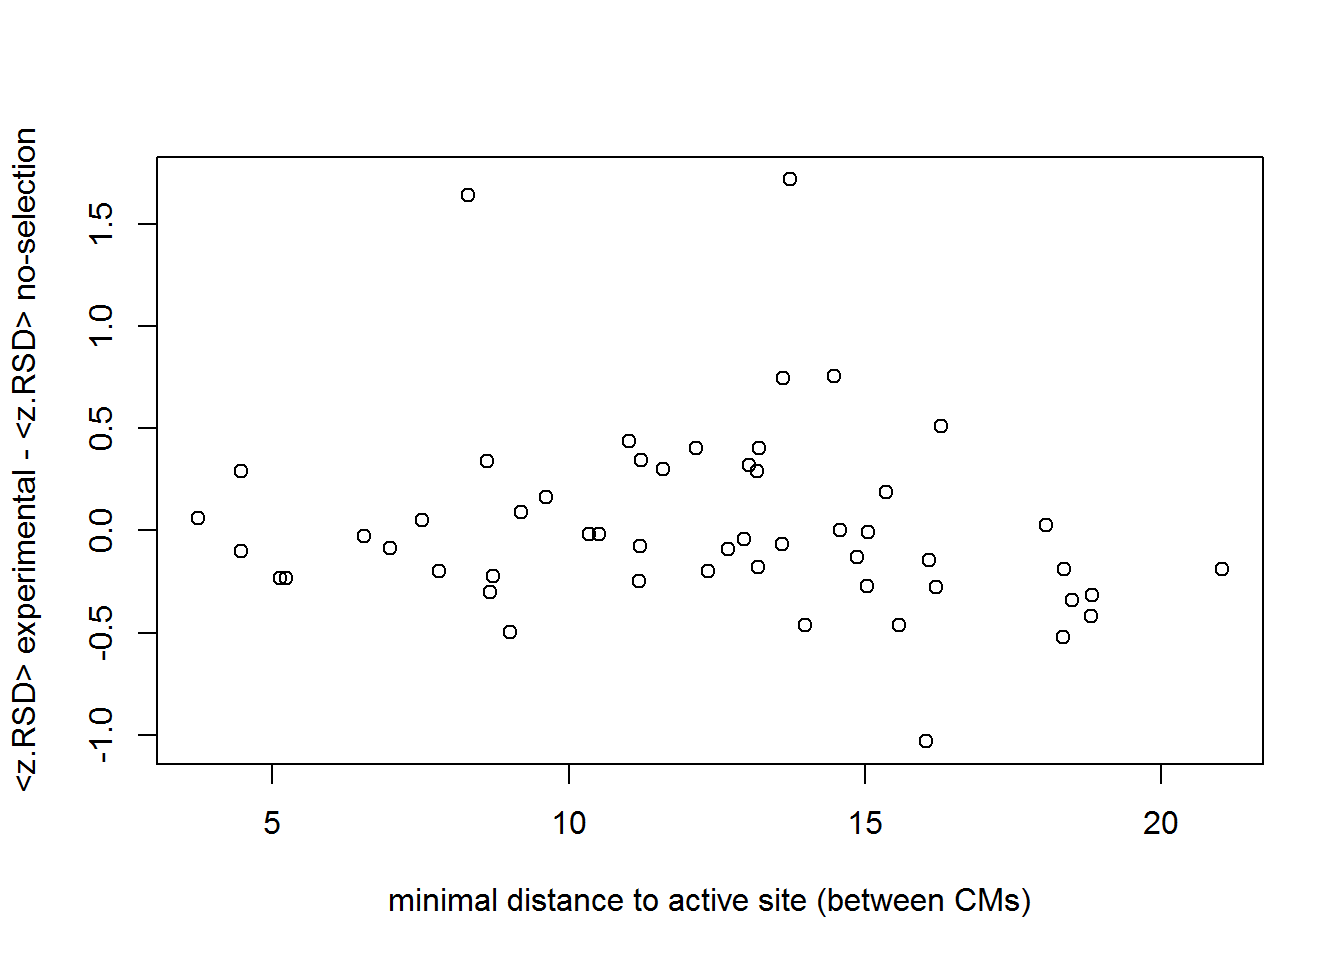 <z.RSD> experimental - <z.RSD> no-selection
1.5
1.0
0.5
0.0
-0.5
-1.0
5 10 15 20
minimal distance to active site (between CMs)